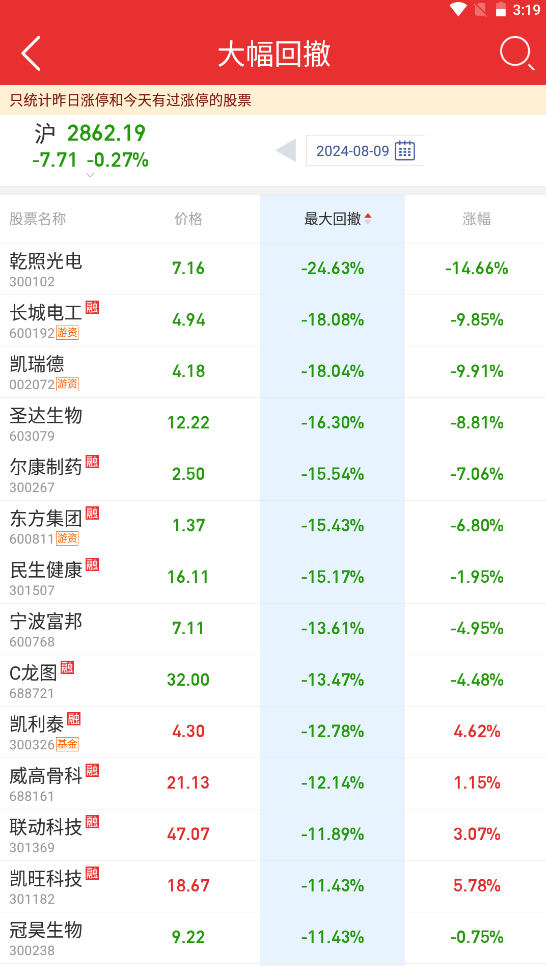 3:19
大幅回撤
只统计昨日涨停和今天有过涨停的股票
沪 2862.19
-7.71 -0.27%
2024-08-09
股票名称 价格 最大回撤 涨幅
乾照光电
300102 7.16 -24.63% -14.66%
长城电工 融
600192 游资 4.94 -18.08% -9.85%
凯瑞德
002072 游资 4.18 -18.04% -9.91%
圣达生物
603079 12.22 -16.30% -8.81%
尔康制药 融
300267 2.50 -15.54% -7.06%
东方集团 融
600811 游资 1.37 -15.43% -6.80%
民生健康 融
301507 16.11 -15.17% -1.95%
宁波富邦
600768 7.11 -13.61% -4.95%
C龙图 融
688721 32.00 -13.47% -4.48%
凯利泰 融
300326 基金 4.30 -12.78% 4.62%
威高骨科 融
688161 21.13 -12.14% 1.15%
联动科技 融
301369 47.07 -11.89% 3.07%
凯旺科技 融
301182 18.67 -11.43% 5.78%
冠昊生物
300238 9.22 -11.43% -0.75%